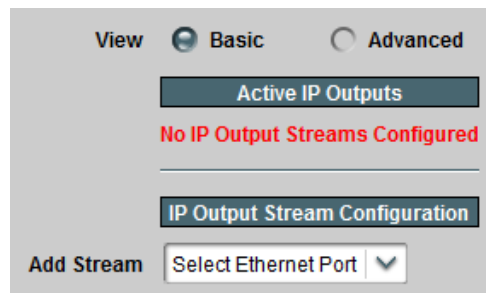 View Basic Advanced
Active IP Outputs
No IP Output Streams Configured
IP Output Stream Configuration
Add Stream Select Ethernet Port